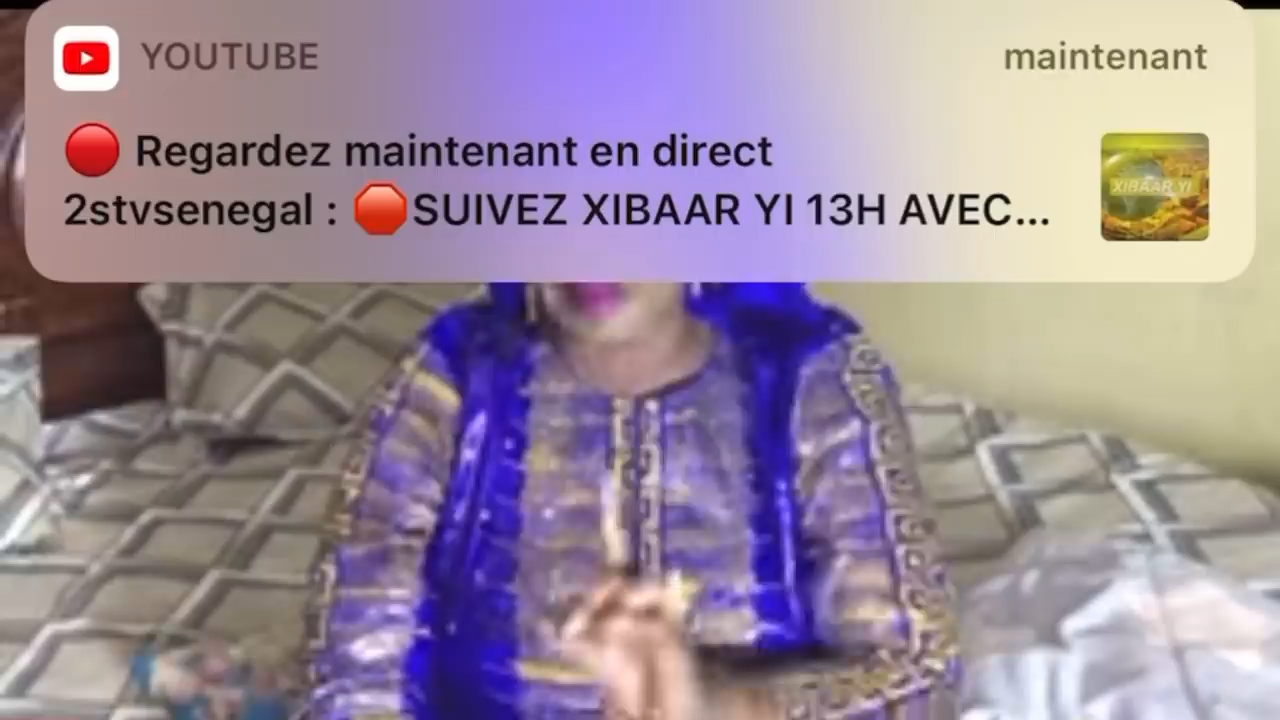 YOUTUBE
maintenant
🔴 Regardez maintenant en direct
2stvsenegal : 🛑SUIVEZ XIBAAR YI 13H AVEC...
XIBAAR YI